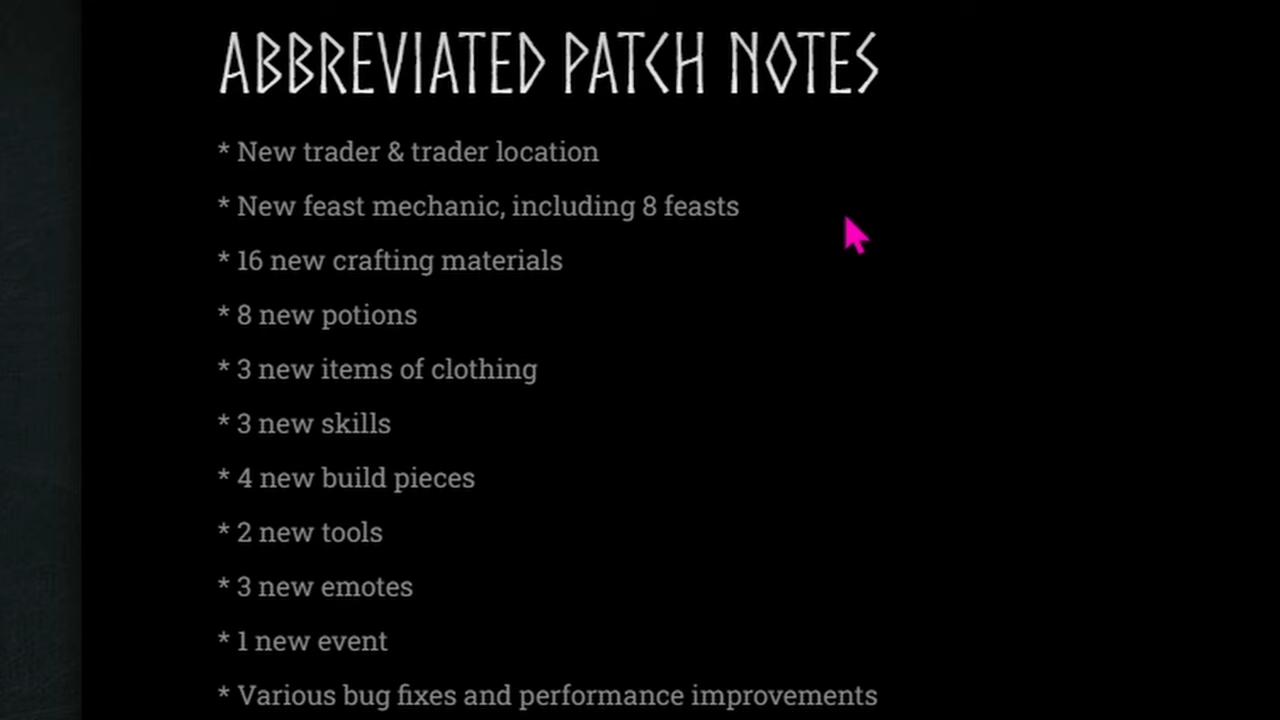 ABBREVIATED PATCH NOTES
* New trader & trader location
* New feast mechanic, including 8 feasts
* 16 new crafting materials
* 8 new potions
* 3 new items of clothing
* 3 new skills
* 4 new build pieces
* 2 new tools
* 3 new emotes
* 1 new event
* Various bug fixes and performance improvements